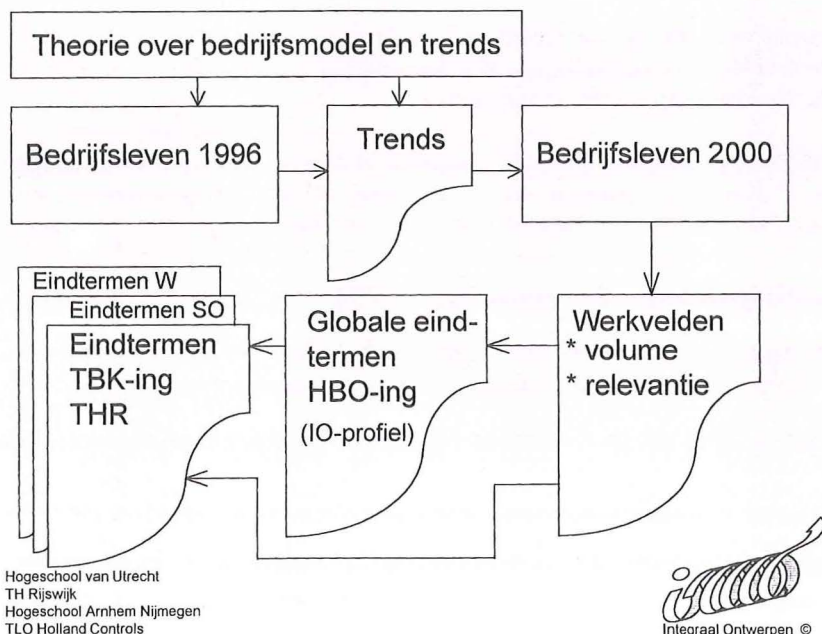 Theorie over bedrijfsmodel en trends
Bedrijfsleven 1996
Trends
Bedrijfsleven 2000
Eindtermen W
Eindtermen SO
Eindtermen
TBK-ing
THR
Globale eind-
termen
HBO-ing
(IO-profiel)
Werkvelden
* volume
* relevantie
Hogeschool van Utrecht
TH Rijswijk
Hogeschool Arnhem Nijmegen
TLO Holland Controls
Integraal Ontwerpen ©